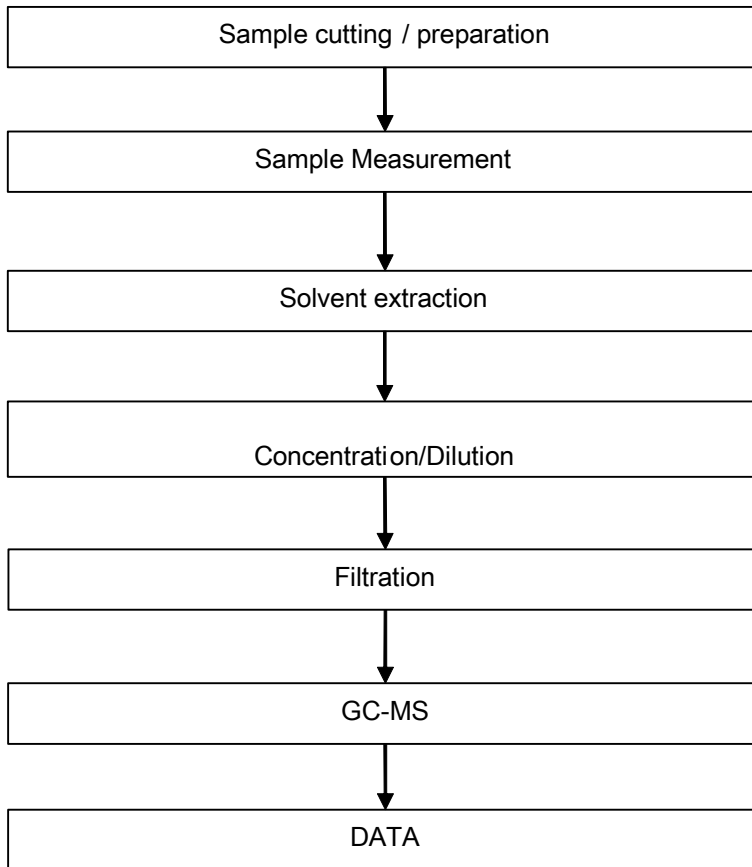 Sample cutting / preparation
Sample Measurement
Solvent extraction
Concentration/Dilution
Filtration
GC-MS
DATA